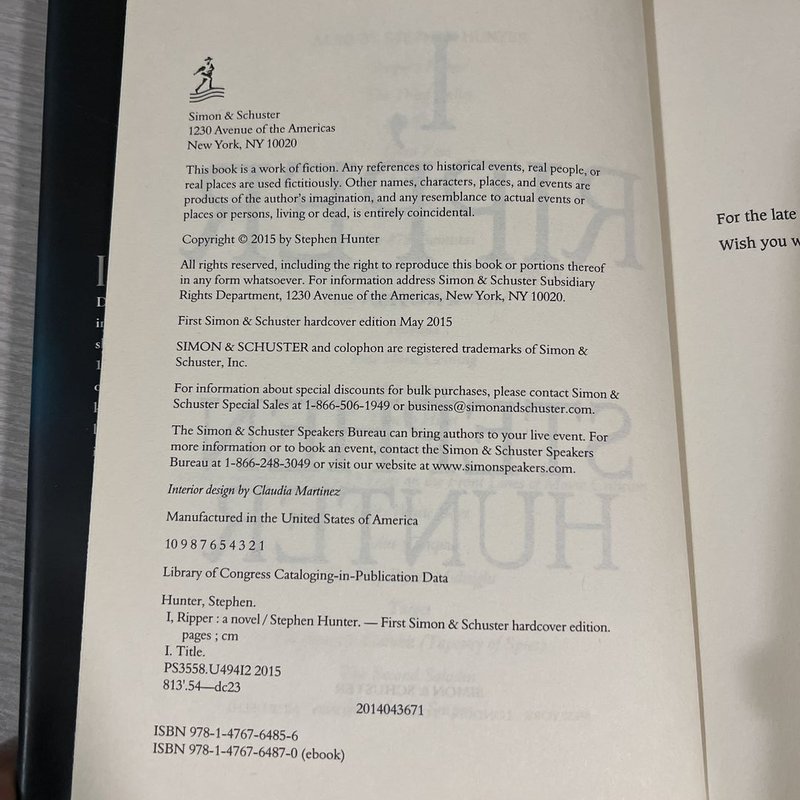 Simon & Schuster
1230 Avenue of the Americas
New York, NY 10020
This book is a work of fiction. Any references to historical events, real people, or
real places are used fictitiously. Other names, characters, places, and events are
products of the author's imagination, and any resemblance to actual events or
places or persons, living or dead, is entirely coincidental.
Copyright © 2015 by Stephen Hunter
All rights reserved, including the right to reproduce this book or portions thereof
in any form whatsoever. For information address Simon & Schuster Subsidiary
Rights Department, 1230 Avenue of the Americas, New York, NY 10020.
First Simon & Schuster hardcover edition May 2015
SIMON & SCHUSTER and colophon are registered trademarks of Simon &
Schuster, Inc.
For information about special discounts for bulk purchases, please contact Simon &
Schuster Special Sales at 1-866-506-1949 or business@simonandschuster.com.
The Simon & Schuster Speakers Bureau can bring authors to your live event. For
more information or to book an event, contact the Simon & Schuster Speakers
Bureau at 1-866-248-3049 or visit our website at www.simonspeakers.com.
Interior design by Claudia Martinez
Manufactured in the United States of America
10 9 8 7 6 5 4 3 2 1
Library of Congress Cataloging-in-Publication Data
Hunter, Stephen.
I, Ripper : a novel / Stephen Hunter. — First Simon & Schuster hardcover edition.
pages ; cm
I. Title.
PS3558.U494I2 2015
813'.54—dc23
2014043671
ISBN 978-1-4767-6485-6
ISBN 978-1-4767-6487-0 (ebook)
For the late
Wish you w